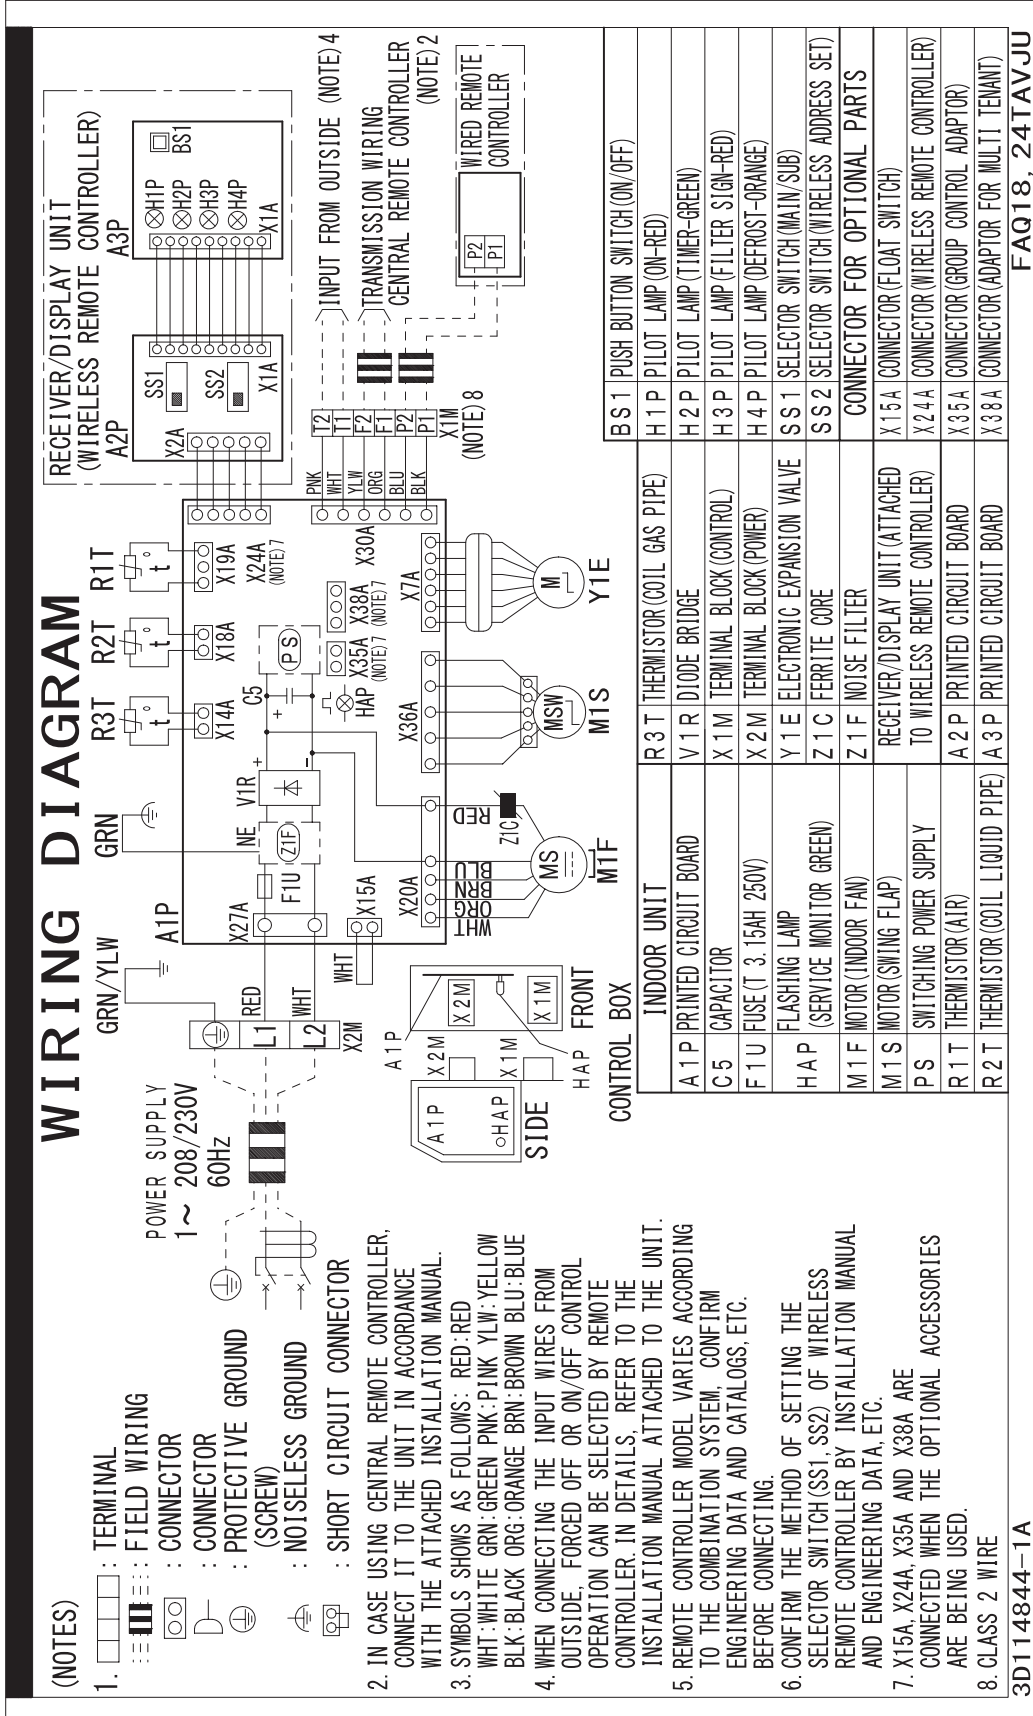 WIRING DIAGRAM
(NOTES)
1.
: TERMINAL
: FIELD WIRING
: CONNECTOR
: CONNECTOR
: PROTECTIVE GROUND
(SCREW)
: NOISELESS GROUND
: SHORT CIRCUIT CONNECTOR
2. IN CASE USING CENTRAL REMOTE CONTROLLER,
CONNECT IT TO THE UNIT IN ACCORDANCE
WITH THE ATTACHED INSTALLATION MANUAL.
3. SYMBOLS SHOWS AS FOLLOWS: RED:RED
WHT:WHITE GRN:GREEN PNK:PINK YLW:YELLOW
BLK:BLACK ORG:ORANGE BRN:BROWN BLU:BLUE
4. WHEN CONNECTING THE INPUT WIRES FROM
OUTSIDE, FORCED OFF OR ON/OFF CONTROL
OPERATION CAN BE SELECTED BY REMOTE
CONTROLLER.IN DETAILS, REFER TO THE
INSTALLATION MANUAL ATTACHED TO THE UNIT.
5. REMOTE CONTROLLER MODEL VARIES ACCORDING
TO THE COMBINATION SYSTEM, CONFIRM
ENGINEERING DATA AND CATALOGS,ETC.
BEFORE CONNECTING.
6. CONFIRM THE METHOD OF SETTING THE
SELECTOR SWITCH(SS1,SS2) OF WIRELESS
REMOTE CONTROLLER BY INSTALLATION MANUAL
AND ENGINEERING DATA,ETC.
7. X15A,X24A,X35A AND X38A ARE
CONNECTED WHEN THE OPTIONAL ACCESSORIES
ARE BEING USED.
8. CLASS 2 WIRE
3D114844-1A
POWER SUPPLY
1~ 208/230V
60Hz
GRN/YLW
GRN
L1
L2
X2M
RED
WHT
A1P
X27A
F1U
NE
Z1F
V1R
+
-
C5
+
PS
WHT
X15A
R3T
t°
X14A
R2T
t°
X18A
R1T
t°
X19A
X24A
(NOTE)7
X35A
(NOTE)7
X38A
(NOTE)7
HAP
X30A
X20A
WHT
ORG
BRN
BLU
RED
Z1C
MS
M1F
X36A
MSW
M1S
X7A
M
Y1E
PNK
WHT
YLW
ORG
BLU
BLK
T2
T1
F2
F1
P2
P1
X1M
(NOTE)8
RECEIVER/DISPLAY UNIT
(WIRELESS REMOTE CONTROLLER)
A2P
X2A
SS1
SS2
X1A
A3P
BS1
H1P
H2P
H3P
H4P
X1A
INPUT FROM OUTSIDE (NOTE)4
TRANSMISSION WIRING
CENTRAL REMOTE CONTROLLER
(NOTE)2
WIRED REMOTE
CONTROLLER
P2
P1
A1P
HAP
X2M
X1M
SIDE
A1P
X2M
X1M
HAP
FRONT
CONTROL BOX
INDOOR UNIT
A1P PRINTED CIRCUIT BOARD
C5 CAPACITOR
F1U FUSE(T 3.15AH 250V)
HAP FLASHING LAMP
(SERVICE MONITOR GREEN)
M1F MOTOR(INDOOR FAN)
M1S MOTOR(SWING FLAP)
PS SWITCHING POWER SUPPLY
R1T THERMISTOR(AIR)
R2T THERMISTOR(COIL LIQUID PIPE)
R3T THERMISTOR(COIL GAS PIPE)
V1R DIODE BRIDGE
X1M TERMINAL BLOCK(CONTROL)
X2M TERMINAL BLOCK(POWER)
Y1E ELECTRONIC EXPANSION VALVE
Z1C FERRITE CORE
Z1F NOISE FILTER
RECEIVER/DISPLAY UNIT(ATTACHED
TO WIRELESS REMOTE CONTROLLER)
A2P PRINTED CIRCUIT BOARD
A3P PRINTED CIRCUIT BOARD
BS1 PUSH BUTTON SWITCH(ON/OFF)
H1P PILOT LAMP(ON-RED)
H2P PILOT LAMP(TIMER-GREEN)
H3P PILOT LAMP(FILTER SIGN-RED)
H4P PILOT LAMP(DEFROST-ORANGE)
SS1 SELECTOR SWITCH(MAIN/SUB)
SS2 SELECTOR SWITCH(WIRELESS ADDRESS SET)
CONNECTOR FOR OPTIONAL PARTS
X15A CONNECTOR(FLOAT SWITCH)
X24A CONNECTOR(WIRELESS REMOTE CONTROLLER)
X35A CONNECTOR(GROUP CONTROL ADAPTOR)
X38A CONNECTOR(ADAPTOR FOR MULTI TENANT)
FAQ18, 24TAVJU